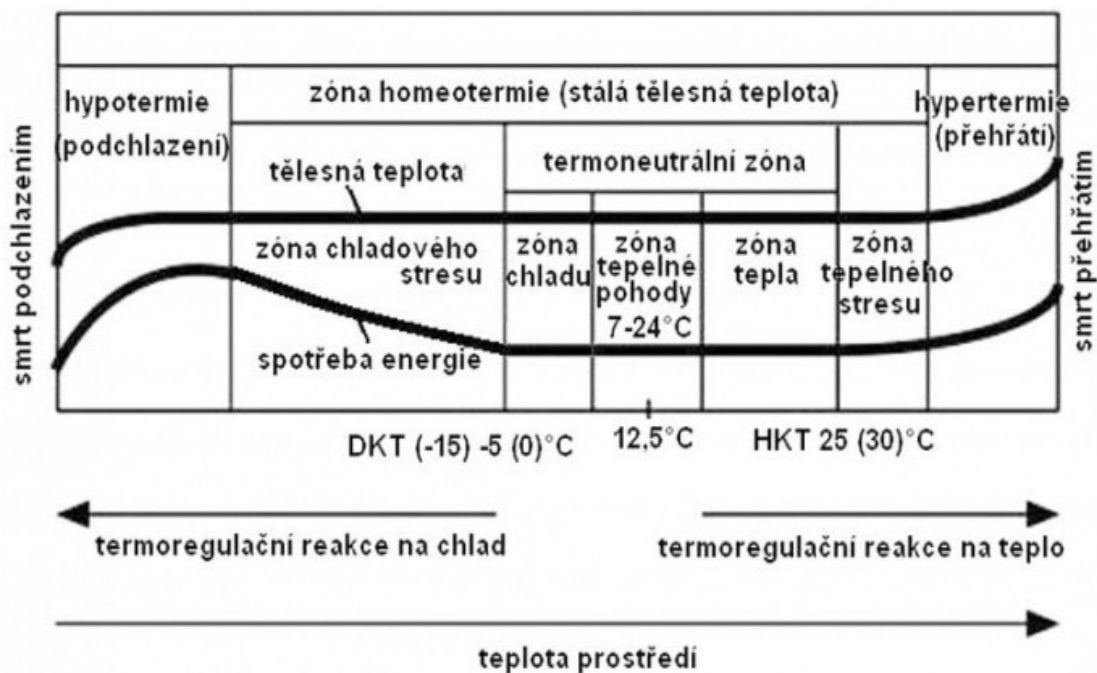 zóna homeotermie (stálá tělesná teplota)
hypotermie
(podchlazení)
hypertermie
(přehřátí)
termoneutrální zóna
tělesná teplota
smrt podchlazením
smrt přehřátím
zóna chladového
stresu
zóna
chladu
zóna
tepelné
pohody
7-24°C
zóna
tepla
zóna
tepelného
stresu
spotřeba energie
DKT (-15) -5 (0)°C
12,5°C
HKT 25 (30)°C
termoregulační reakce na chlad
termoregulační reakce na teplo
teplota prostředí